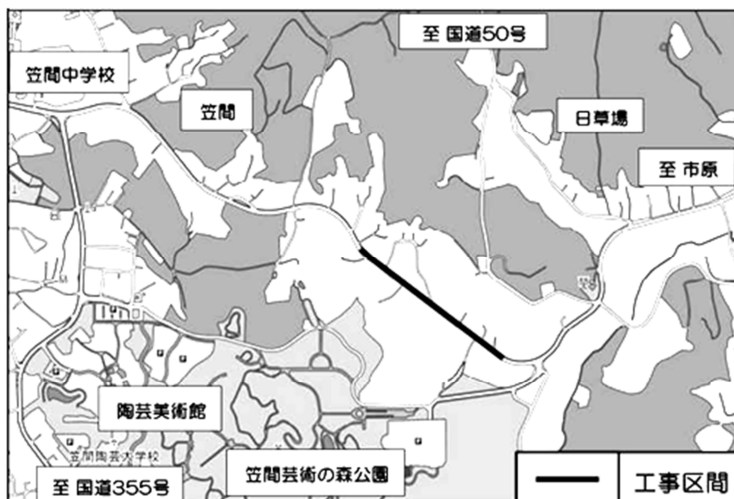 至 国道50号
笠間中学校
笠間
日草場
至 市原
陶芸美術館
笠間陶芸大学校
笠間芸術の森公園
至 国道355号
工事区間